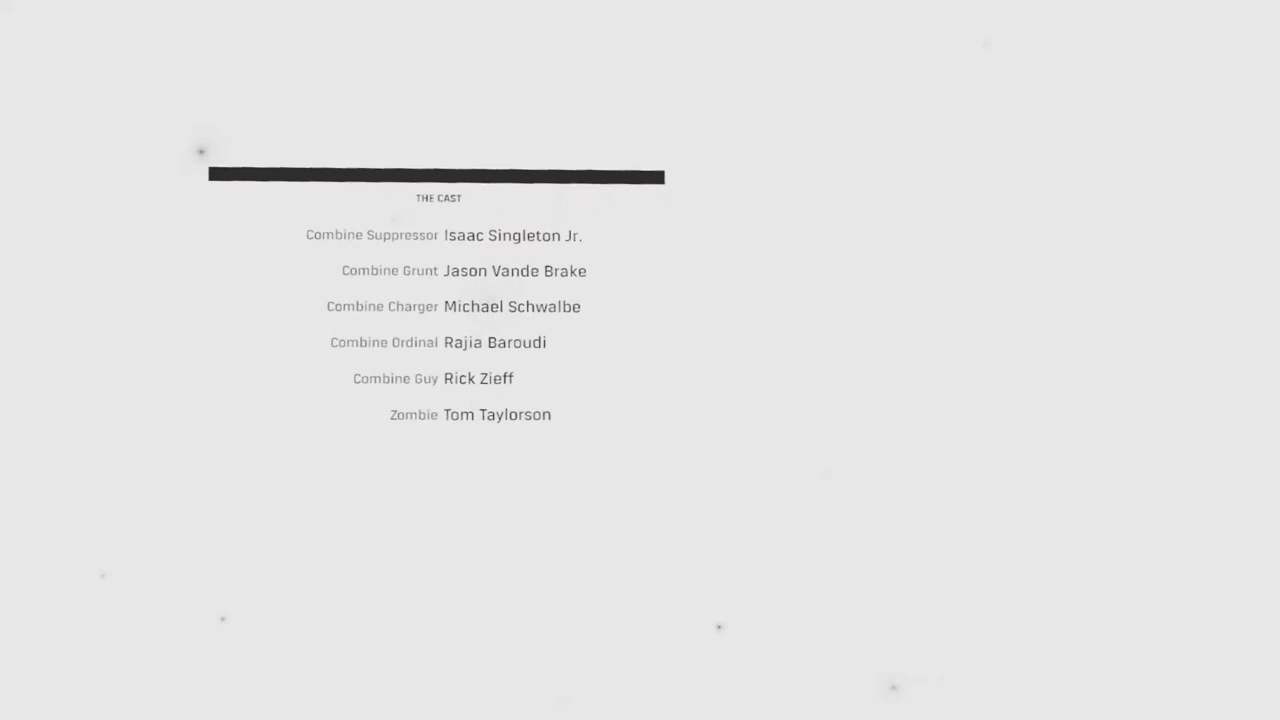 THE CAST
Combine Suppressor Isaac Singleton Jr.
Combine Grunt Jason Vande Brake
Combine Charger Michael Schwalbe
Combine Ordinal Rajia Baroudi
Combine Guy Rick Zieff
Zombie Tom Taylorson